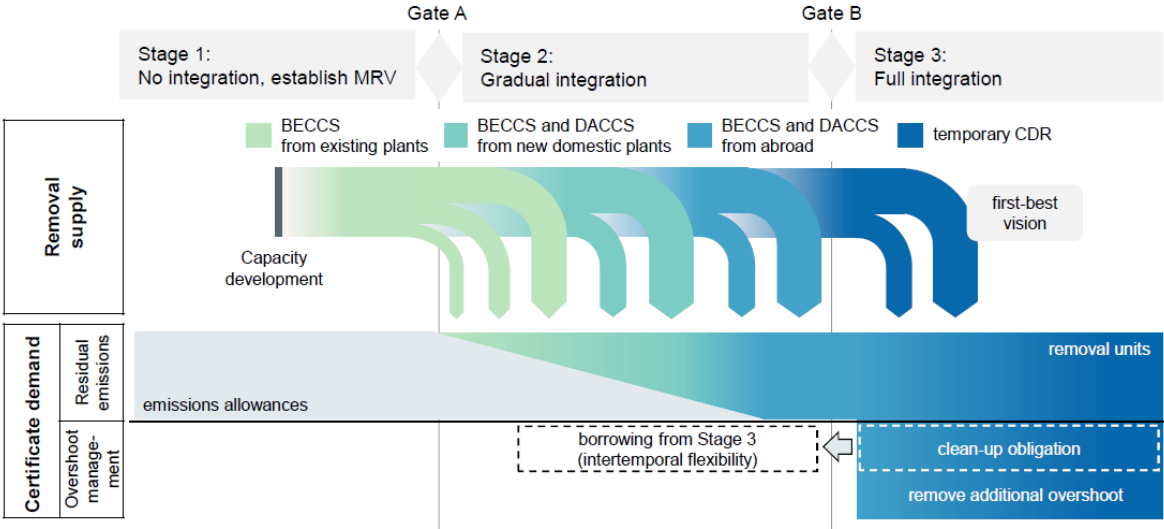 Gate A
Gate B
Stage 1:
No integration, establish MRV
Stage 2:
Gradual integration
Stage 3:
Full integration
BECCS
from existing plants
BECCS and DACCS
from new domestic plants
BECCS and DACCS
from abroad
temporary CDR
Removal
supply
Capacity
development
first-best
vision
Certificate demand
Residual
emissions
removal units
emissions allowances
Overshoot
manage-
ment
borrowing from Stage 3
(intertemporal flexibility)
clean-up obligation
remove additional overshoot